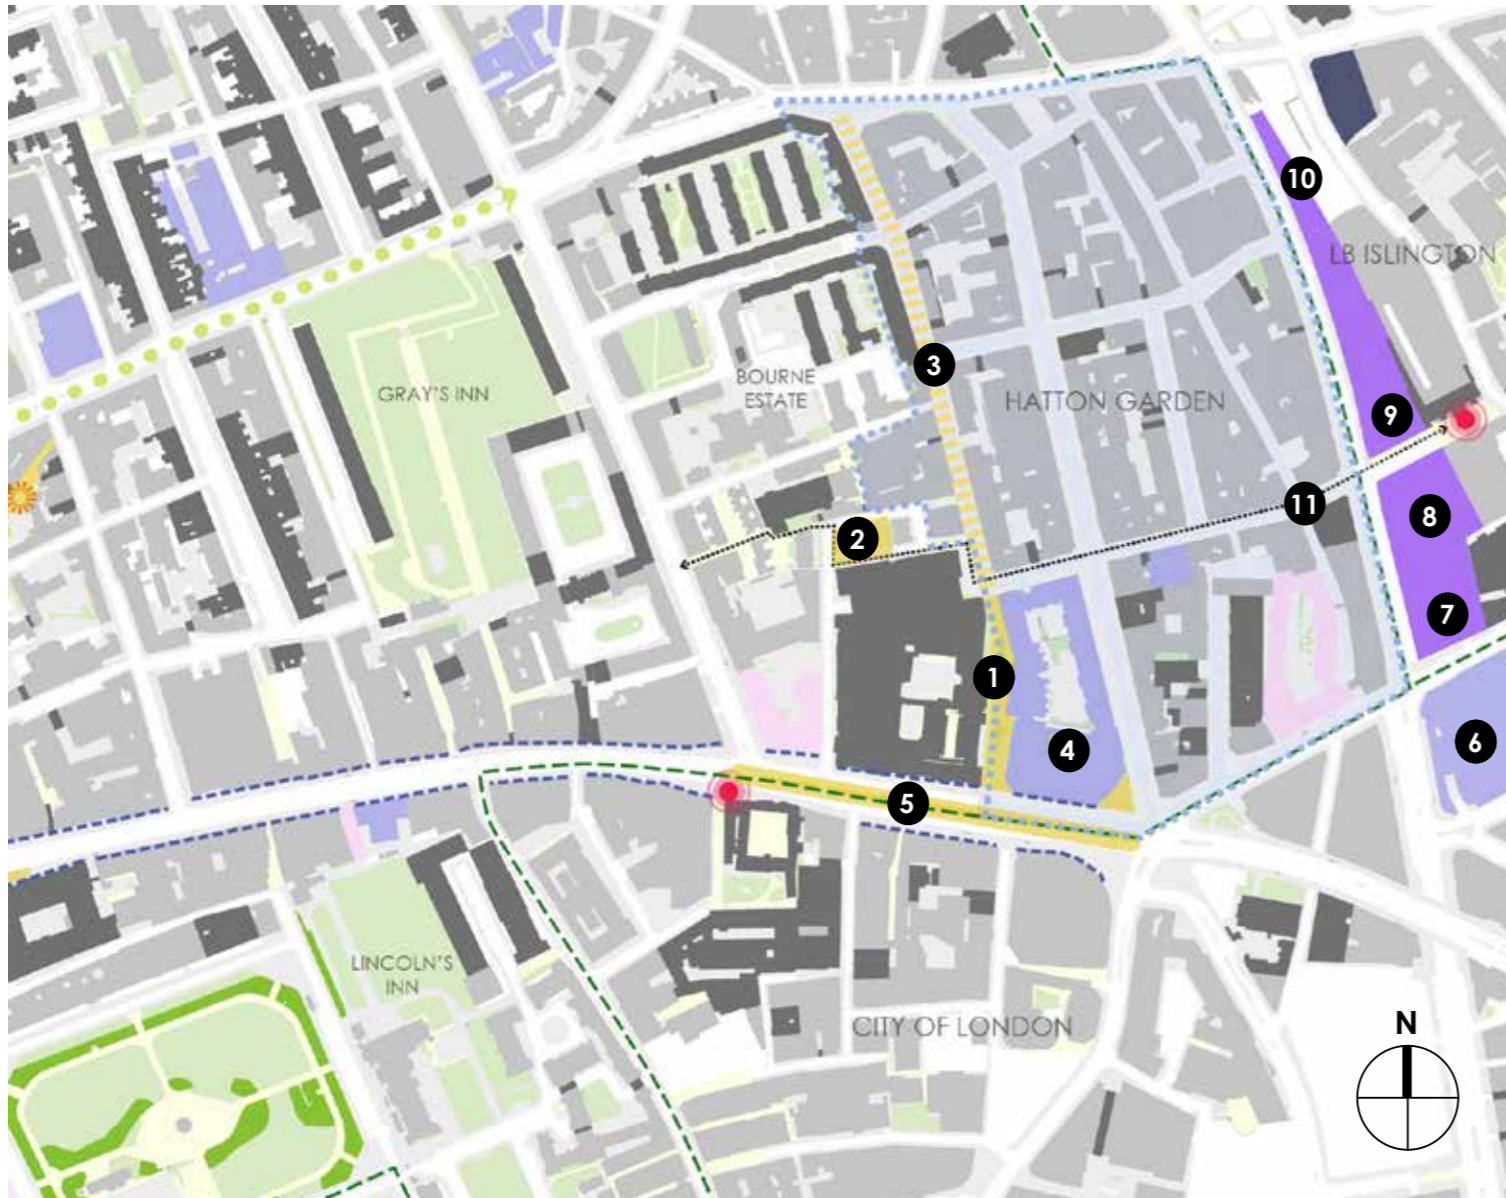 10
LB ISLINGTON
3
BOURNE
ESTATE
GRAY'S INN
HATTON GARDEN
9
11
8
2
7
1
6
4
5
LINCOLN'S
INN
CITY OF LONDON
N